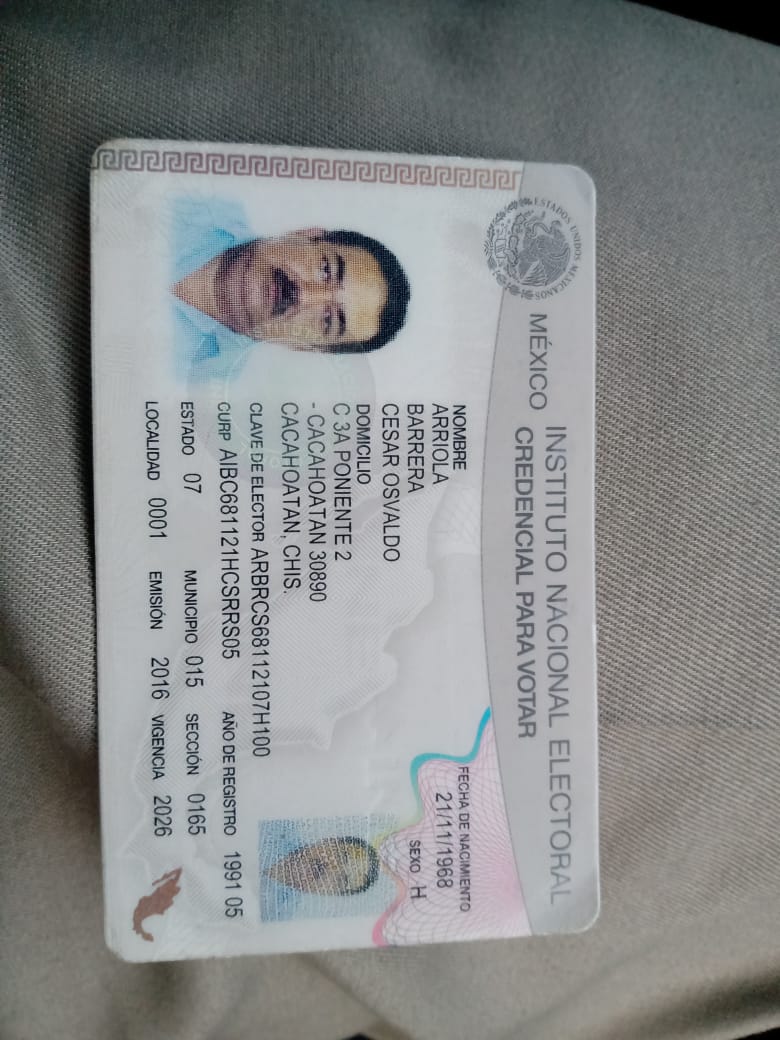 ESTADOS UNIDOS MEXICANOS
MÉXICO INSTITUTO NACIONAL ELECTORAL
CREDENCIAL PARA VOTAR
NOMBRE
ARRIOLA
BARRERA
CESAR OSVALDO
FECHA DE NACIMIENTO
21/11/1968
SEXO H
DOMICILIO
C 3A PONIENTE 2
- CACAHOATAN 30890
CACAHOATAN, CHIS.
CLAVE DE ELECTOR ARBRCS68112107H100
CURP AIBC681121HCSRRS05 AÑO DE REGISTRO 1991 05
ESTADO 07 MUNICIPIO 015 SECCIÓN 0165
LOCALIDAD 0001 EMISIÓN 2016 VIGENCIA 2026